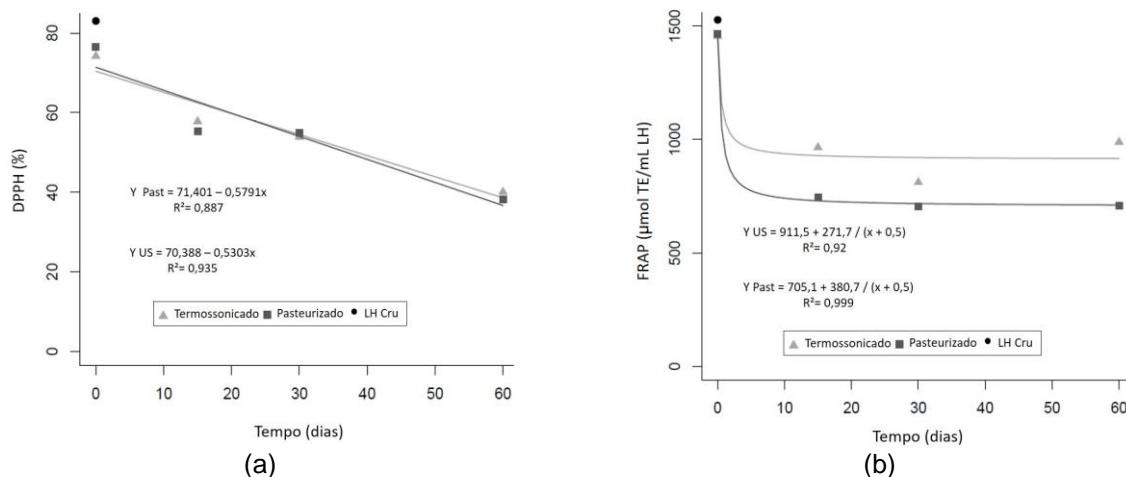 DPPH (%)
80
60
40
20
0
Y Past = 71,401 – 0,5791x
R²= 0,887
Y US = 70,388 – 0,5303x
R²= 0,935
Termossonicado Pasteurizado LH Cru
0 10 20 30 40 50 60
Tempo (dias)
(a)
FRAP (µmol TE/mL LH)
1500
1000
500
0
Y US = 911,5 + 271,7 / (x + 0,5)
R²= 0,92
Y Past = 705,1 + 380,7 / (x + 0,5)
R²= 0,999
Termossonicado Pasteurizado LH Cru
0 10 20 30 40 50 60
Tempo (dias)
(b)